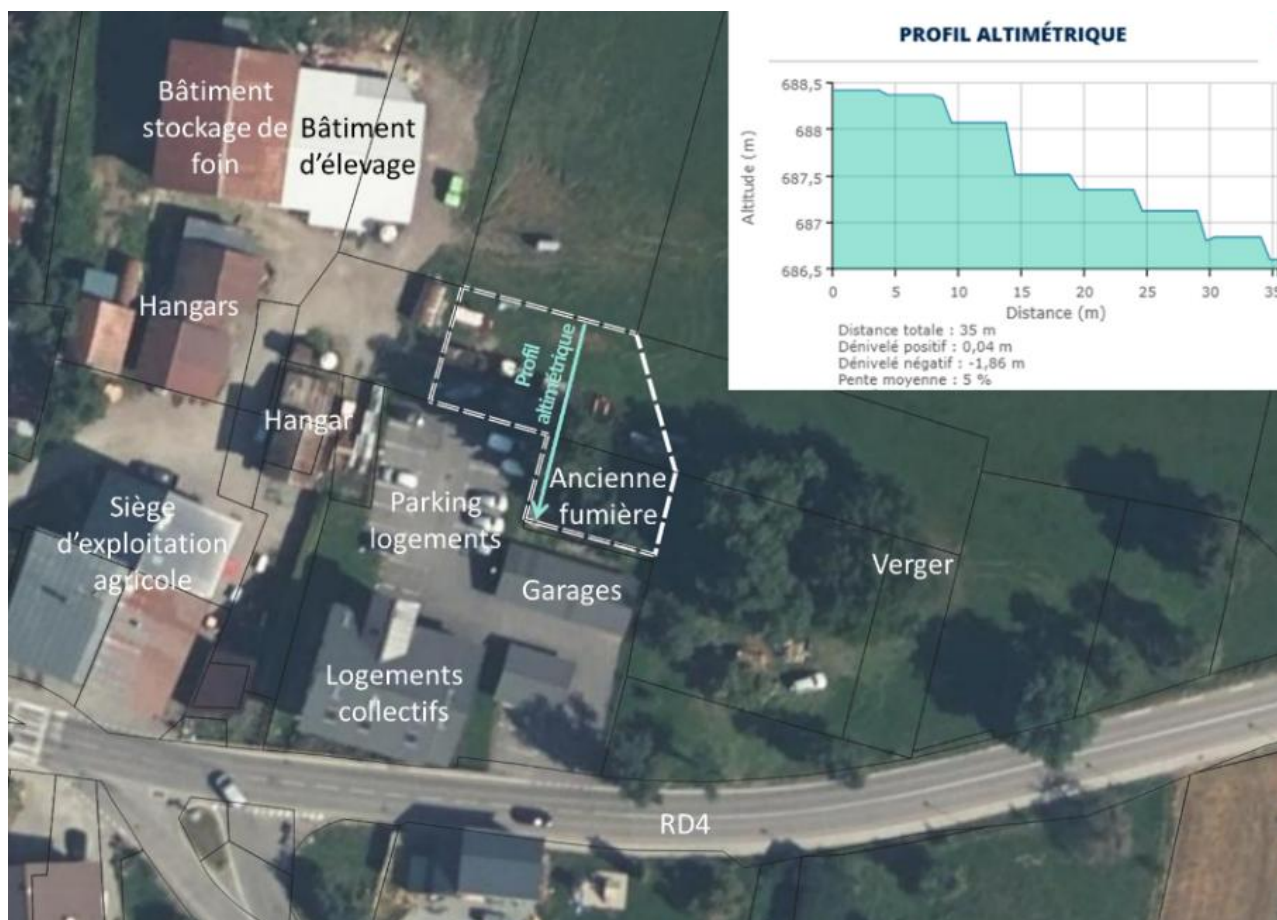 PROFIL ALTIMÉTRIQUE
688,5
688
687,5
687
686,5
Altitude (m)
0 5 10 15 20 25 30 35
Distance (m)
Distance totale : 35 m
Dénivelé positif : 0,04 m
Dénivelé négatif : -1,86 m
Pente moyenne : 5 %
Bâtiment
stockage de
foin
Bâtiment
d’élevage
Hangars
Profil
altimétrique
Hangar
Ancienne
fumière
Parking
logements
Siège
d’exploitation
agricole
Verger
Garages
Logements
collectifs
RD4